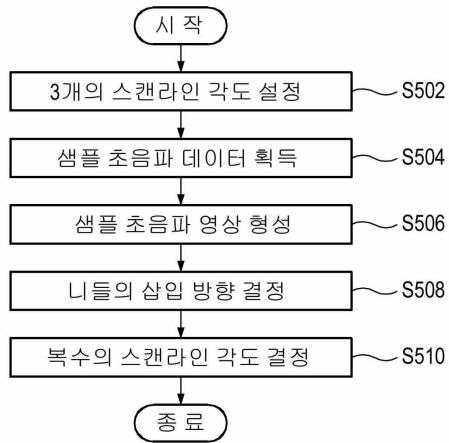 시 작
3개의 스캔라인 각도 설정
S502
샘플 초음파 데이터 획득
S504
샘플 초음파 영상 형성
S506
니들의 삽입 방향 결정
S508
복수의 스캔라인 각도 결정
S510
종 료